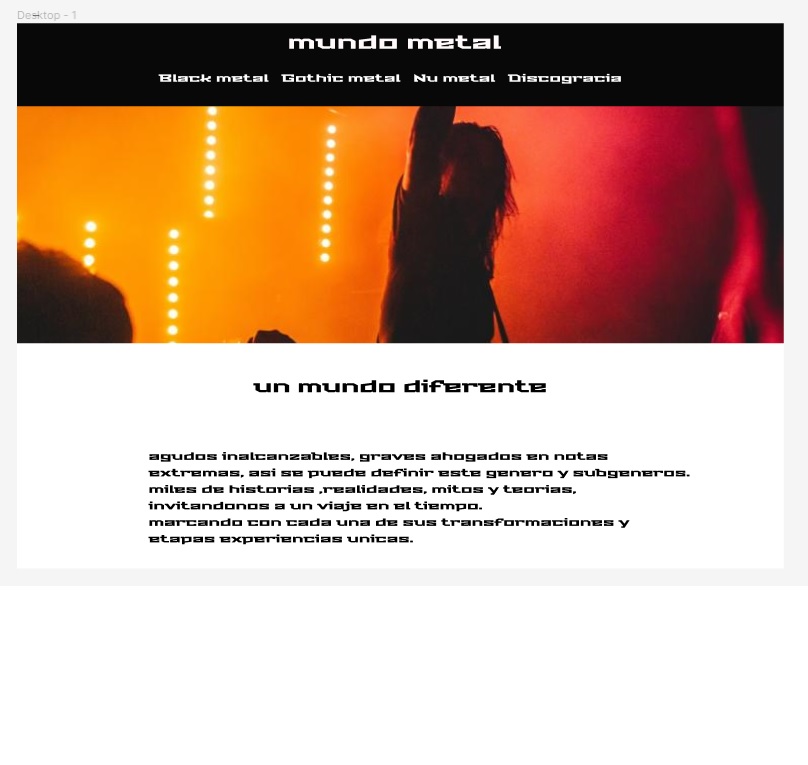 Desktop - 1
mundo metal
Black metal Gothic metal Nu metal Discogracia
un mundo diferente
agudos inalcanzables, graves ahogados en notas
extremas, asi se puede definir este genero y subgeneros.
miles de historias ,realidades, mitos y teorias,
invitandonos a un viaje en el tiempo.
marcando con cada una de sus transformaciones y
etapas experiencias unicas.